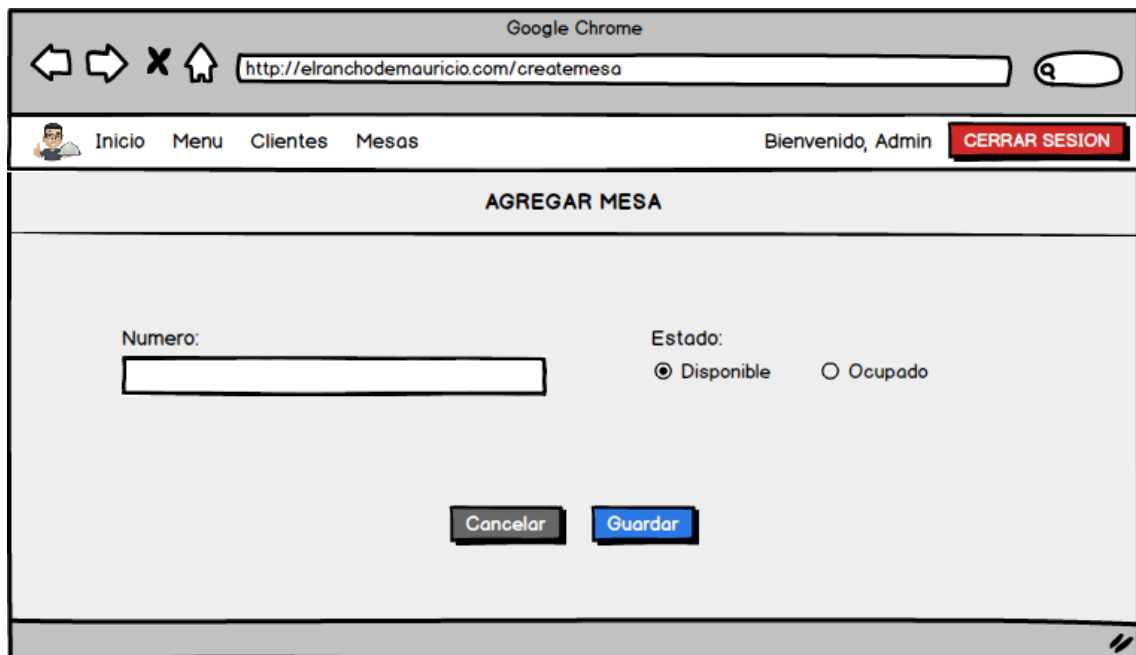 Google Chrome
http://elranchodemauricio.com/createmesa
Inicio Menu Clientes Mesas Bienvenido, Admin CERRAR SESION
AGREGAR MESA
Numero: Estado:
Disponible Ocupado
Cancelar Guardar